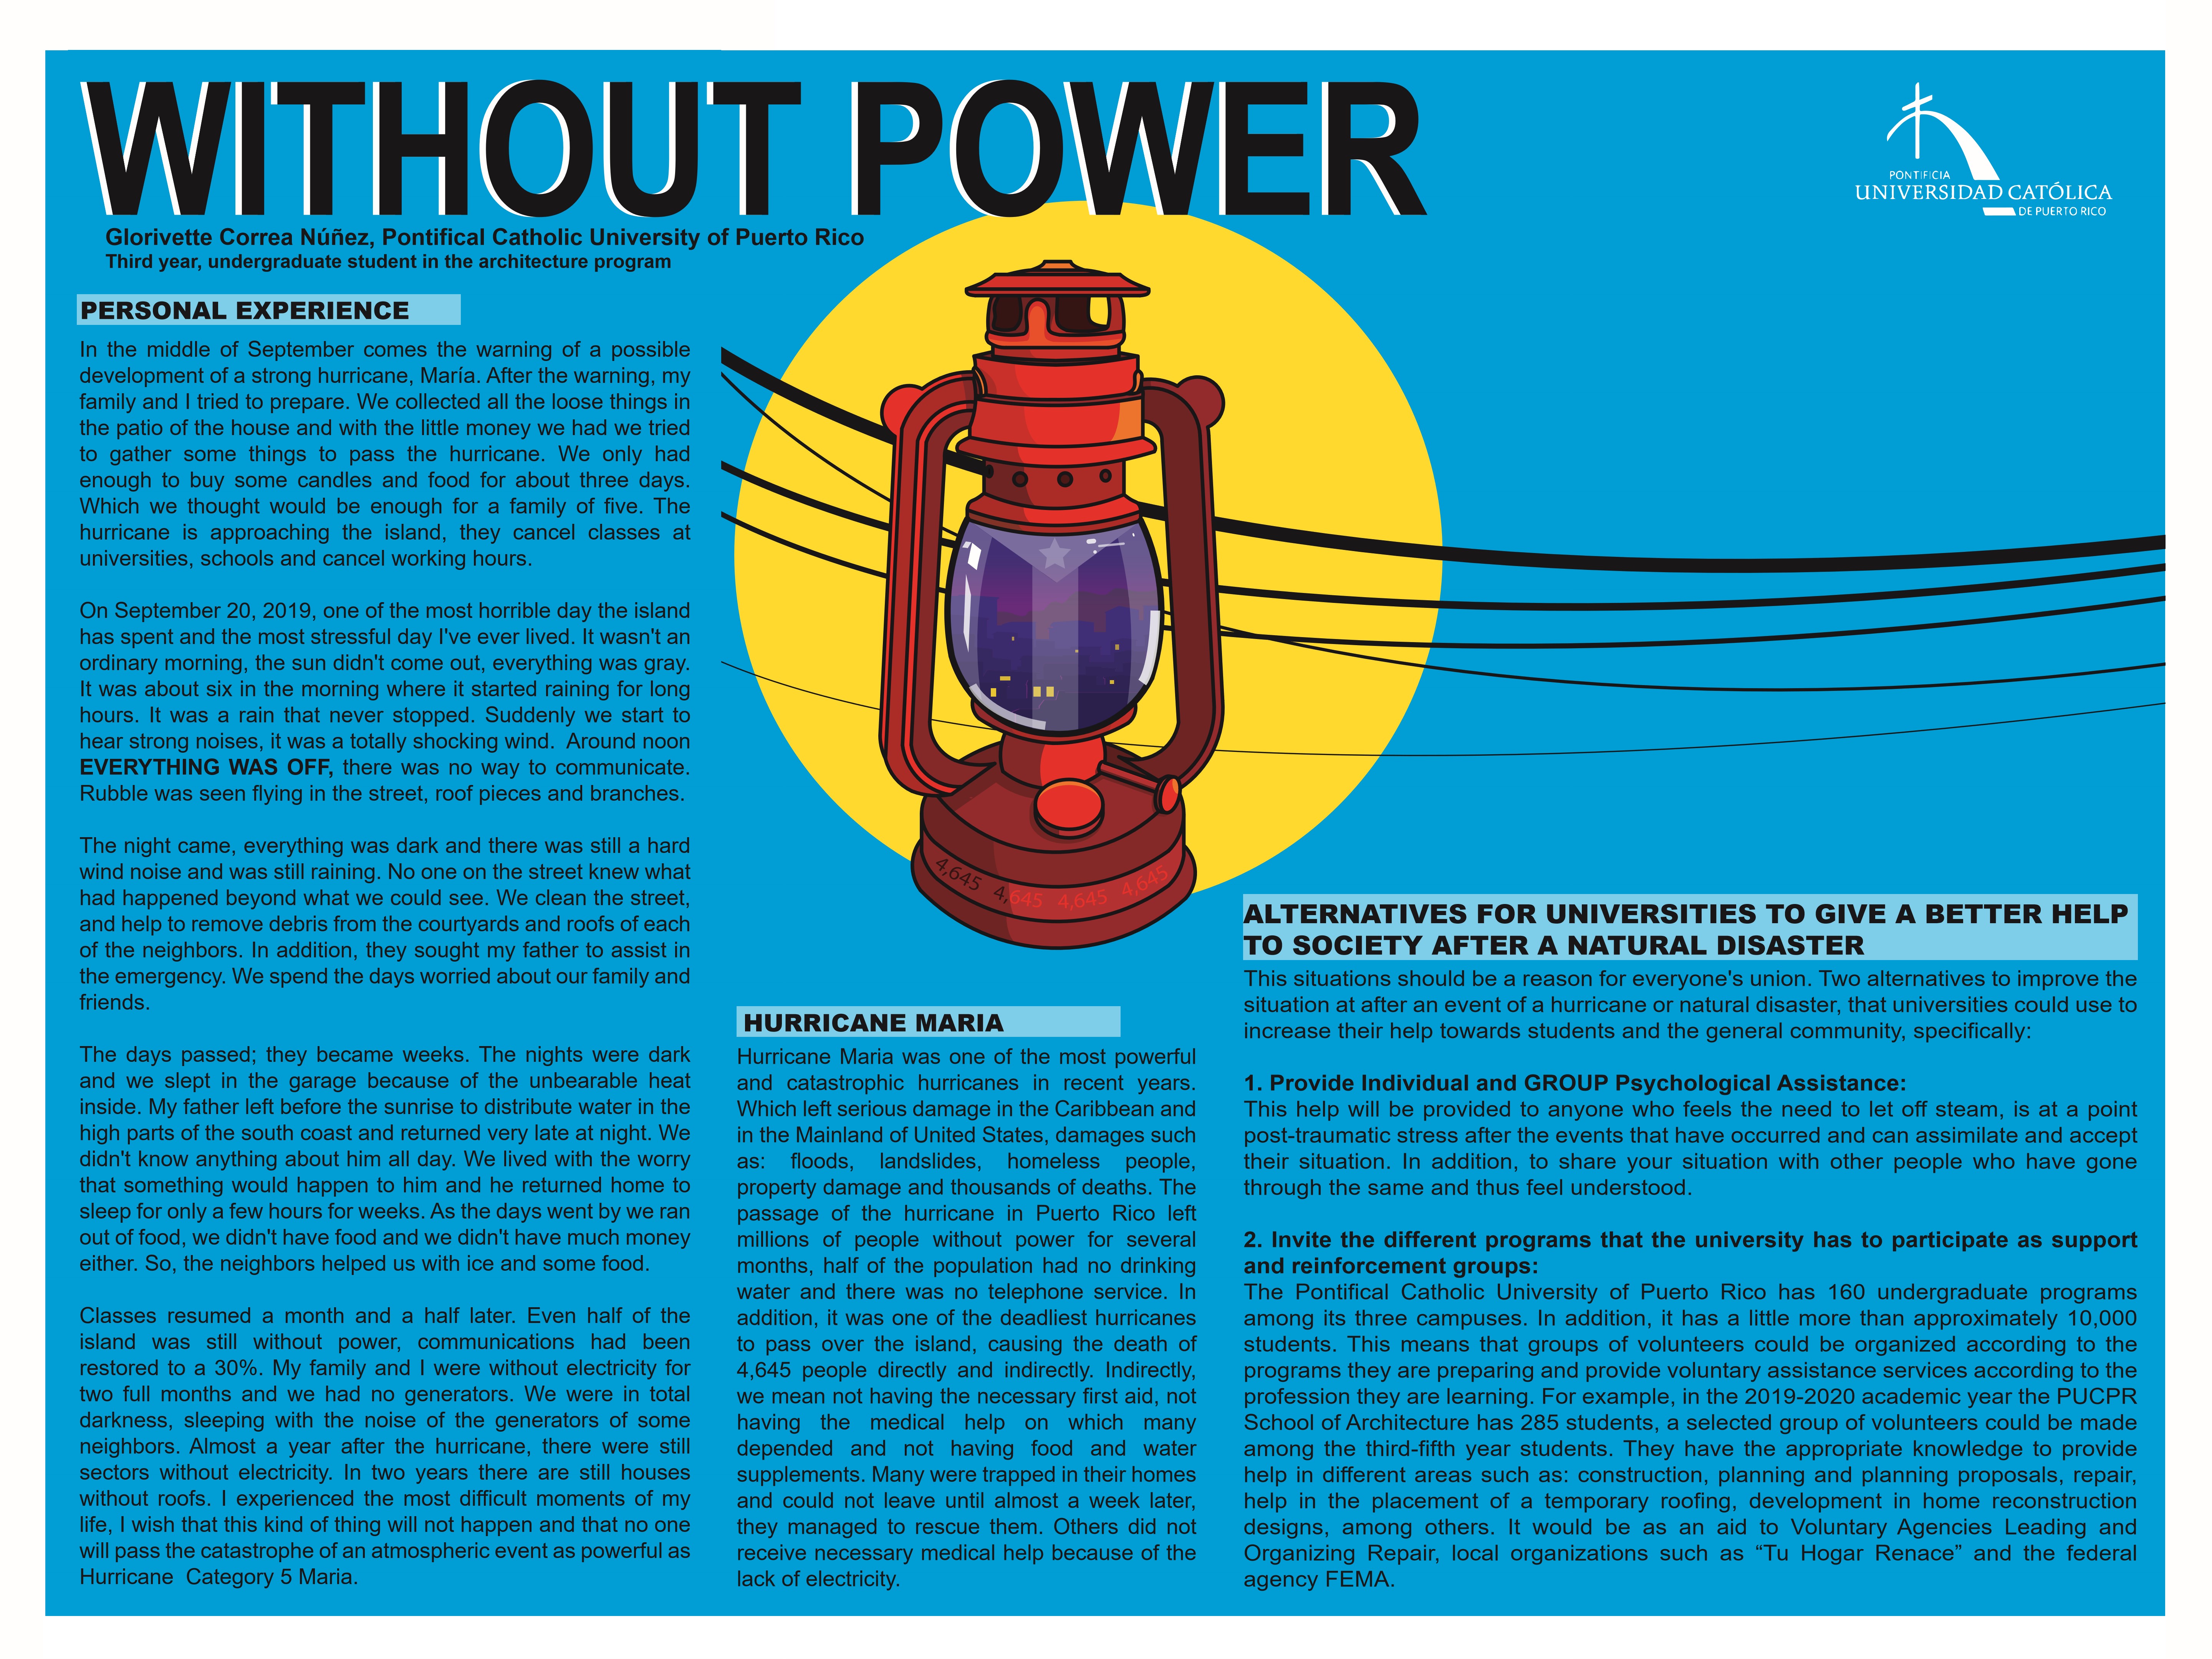 WITHOUT POWER
PONTIFICIA
UNIVERSIDAD CATÓLICA
DE PUERTO RICO
Glorivette Correa Núñez, Pontifical Catholic University of Puerto Rico
Third year, undergraduate student in the architecture program
PERSONAL EXPERIENCE
In the middle of September comes the warning of a possible
development of a strong hurricane, María. After the warning, my
family and I tried to prepare. We collected all the loose things in
the patio of the house and with the little money we had we tried
to gather some things to pass the hurricane. We only had
enough to buy some candles and food for about three days.
Which we thought would be enough for a family of five. The
hurricane is approaching the island, they cancel classes at
universities, schools and cancel working hours.
On September 20, 2019, one of the most horrible day the island
has spent and the most stressful day I've ever lived. It wasn't an
ordinary morning, the sun didn't come out, everything was gray.
It was about six in the morning where it started raining for long
hours. It was a rain that never stopped. Suddenly we start to
hear strong noises, it was a totally shocking wind. Around noon
EVERYTHING WAS OFF, there was no way to communicate.
Rubble was seen flying in the street, roof pieces and branches.
The night came, everything was dark and there was still a hard
wind noise and was still raining. No one on the street knew what
had happened beyond what we could see. We clean the street,
and help to remove debris from the courtyards and roofs of each
of the neighbors. In addition, they sought my father to assist in
the emergency. We spend the days worried about our family and
friends.
The days passed; they became weeks. The nights were dark
and we slept in the garage because of the unbearable heat
inside. My father left before the sunrise to distribute water in the
high parts of the south coast and returned very late at night. We
didn't know anything about him all day. We lived with the worry
that something would happen to him and he returned home to
sleep for only a few hours for weeks. As the days went by we ran
out of food, we didn't have food and we didn't have much money
either. So, the neighbors helped us with ice and some food.
Classes resumed a month and a half later. Even half of the
island was still without power, communications had been
restored to a 30%. My family and I were without electricity for
two full months and we had no generators. We were in total
darkness, sleeping with the noise of the generators of some
neighbors. Almost a year after the hurricane, there were still
sectors without electricity. In two years there are still houses
without roofs. I experienced the most difficult moments of my
life, I wish that this kind of thing will not happen and that no one
will pass the catastrophe of an atmospheric event as powerful as
Hurricane Category 5 Maria.
4,645 4,645 4,645 4,645
HURRICANE MARIA
Hurricane Maria was one of the most powerful
and catastrophic hurricanes in recent years.
Which left serious damage in the Caribbean and
in the Mainland of United States, damages such
as: floods, landslides, homeless people,
property damage and thousands of deaths. The
passage of the hurricane in Puerto Rico left
millions of people without power for several
months, half of the population had no drinking
water and there was no telephone service. In
addition, it was one of the deadliest hurricanes
to pass over the island, causing the death of
4,645 people directly and indirectly. Indirectly,
we mean not having the necessary first aid, not
having the medical help on which many
depended and not having food and water
supplements. Many were trapped in their homes
and could not leave until almost a week later,
they managed to rescue them. Others did not
receive necessary medical help because of the
lack of electricity.
ALTERNATIVES FOR UNIVERSITIES TO GIVE A BETTER HELP
TO SOCIETY AFTER A NATURAL DISASTER
This situations should be a reason for everyone's union. Two alternatives to improve the
situation at after an event of a hurricane or natural disaster, that universities could use to
increase their help towards students and the general community, specifically:
1. Provide Individual and GROUP Psychological Assistance:
This help will be provided to anyone who feels the need to let off steam, is at a point
post-traumatic stress after the events that have occurred and can assimilate and accept
their situation. In addition, to share your situation with other people who have gone
through the same and thus feel understood.
2. Invite the different programs that the university has to participate as support
and reinforcement groups:
The Pontifical Catholic University of Puerto Rico has 160 undergraduate programs
among its three campuses. In addition, it has a little more than approximately 10,000
students. This means that groups of volunteers could be organized according to the
programs they are preparing and provide voluntary assistance services according to the
profession they are learning. For example, in the 2019-2020 academic year the PUCPR
School of Architecture has 285 students, a selected group of volunteers could be made
among the third-fifth year students. They have the appropriate knowledge to provide
help in different areas such as: construction, planning and planning proposals, repair,
help in the placement of a temporary roofing, development in home reconstruction
designs, among others. It would be as an aid to Voluntary Agencies Leading and
Organizing Repair, local organizations such as “Tu Hogar Renace” and the federal
agency FEMA.